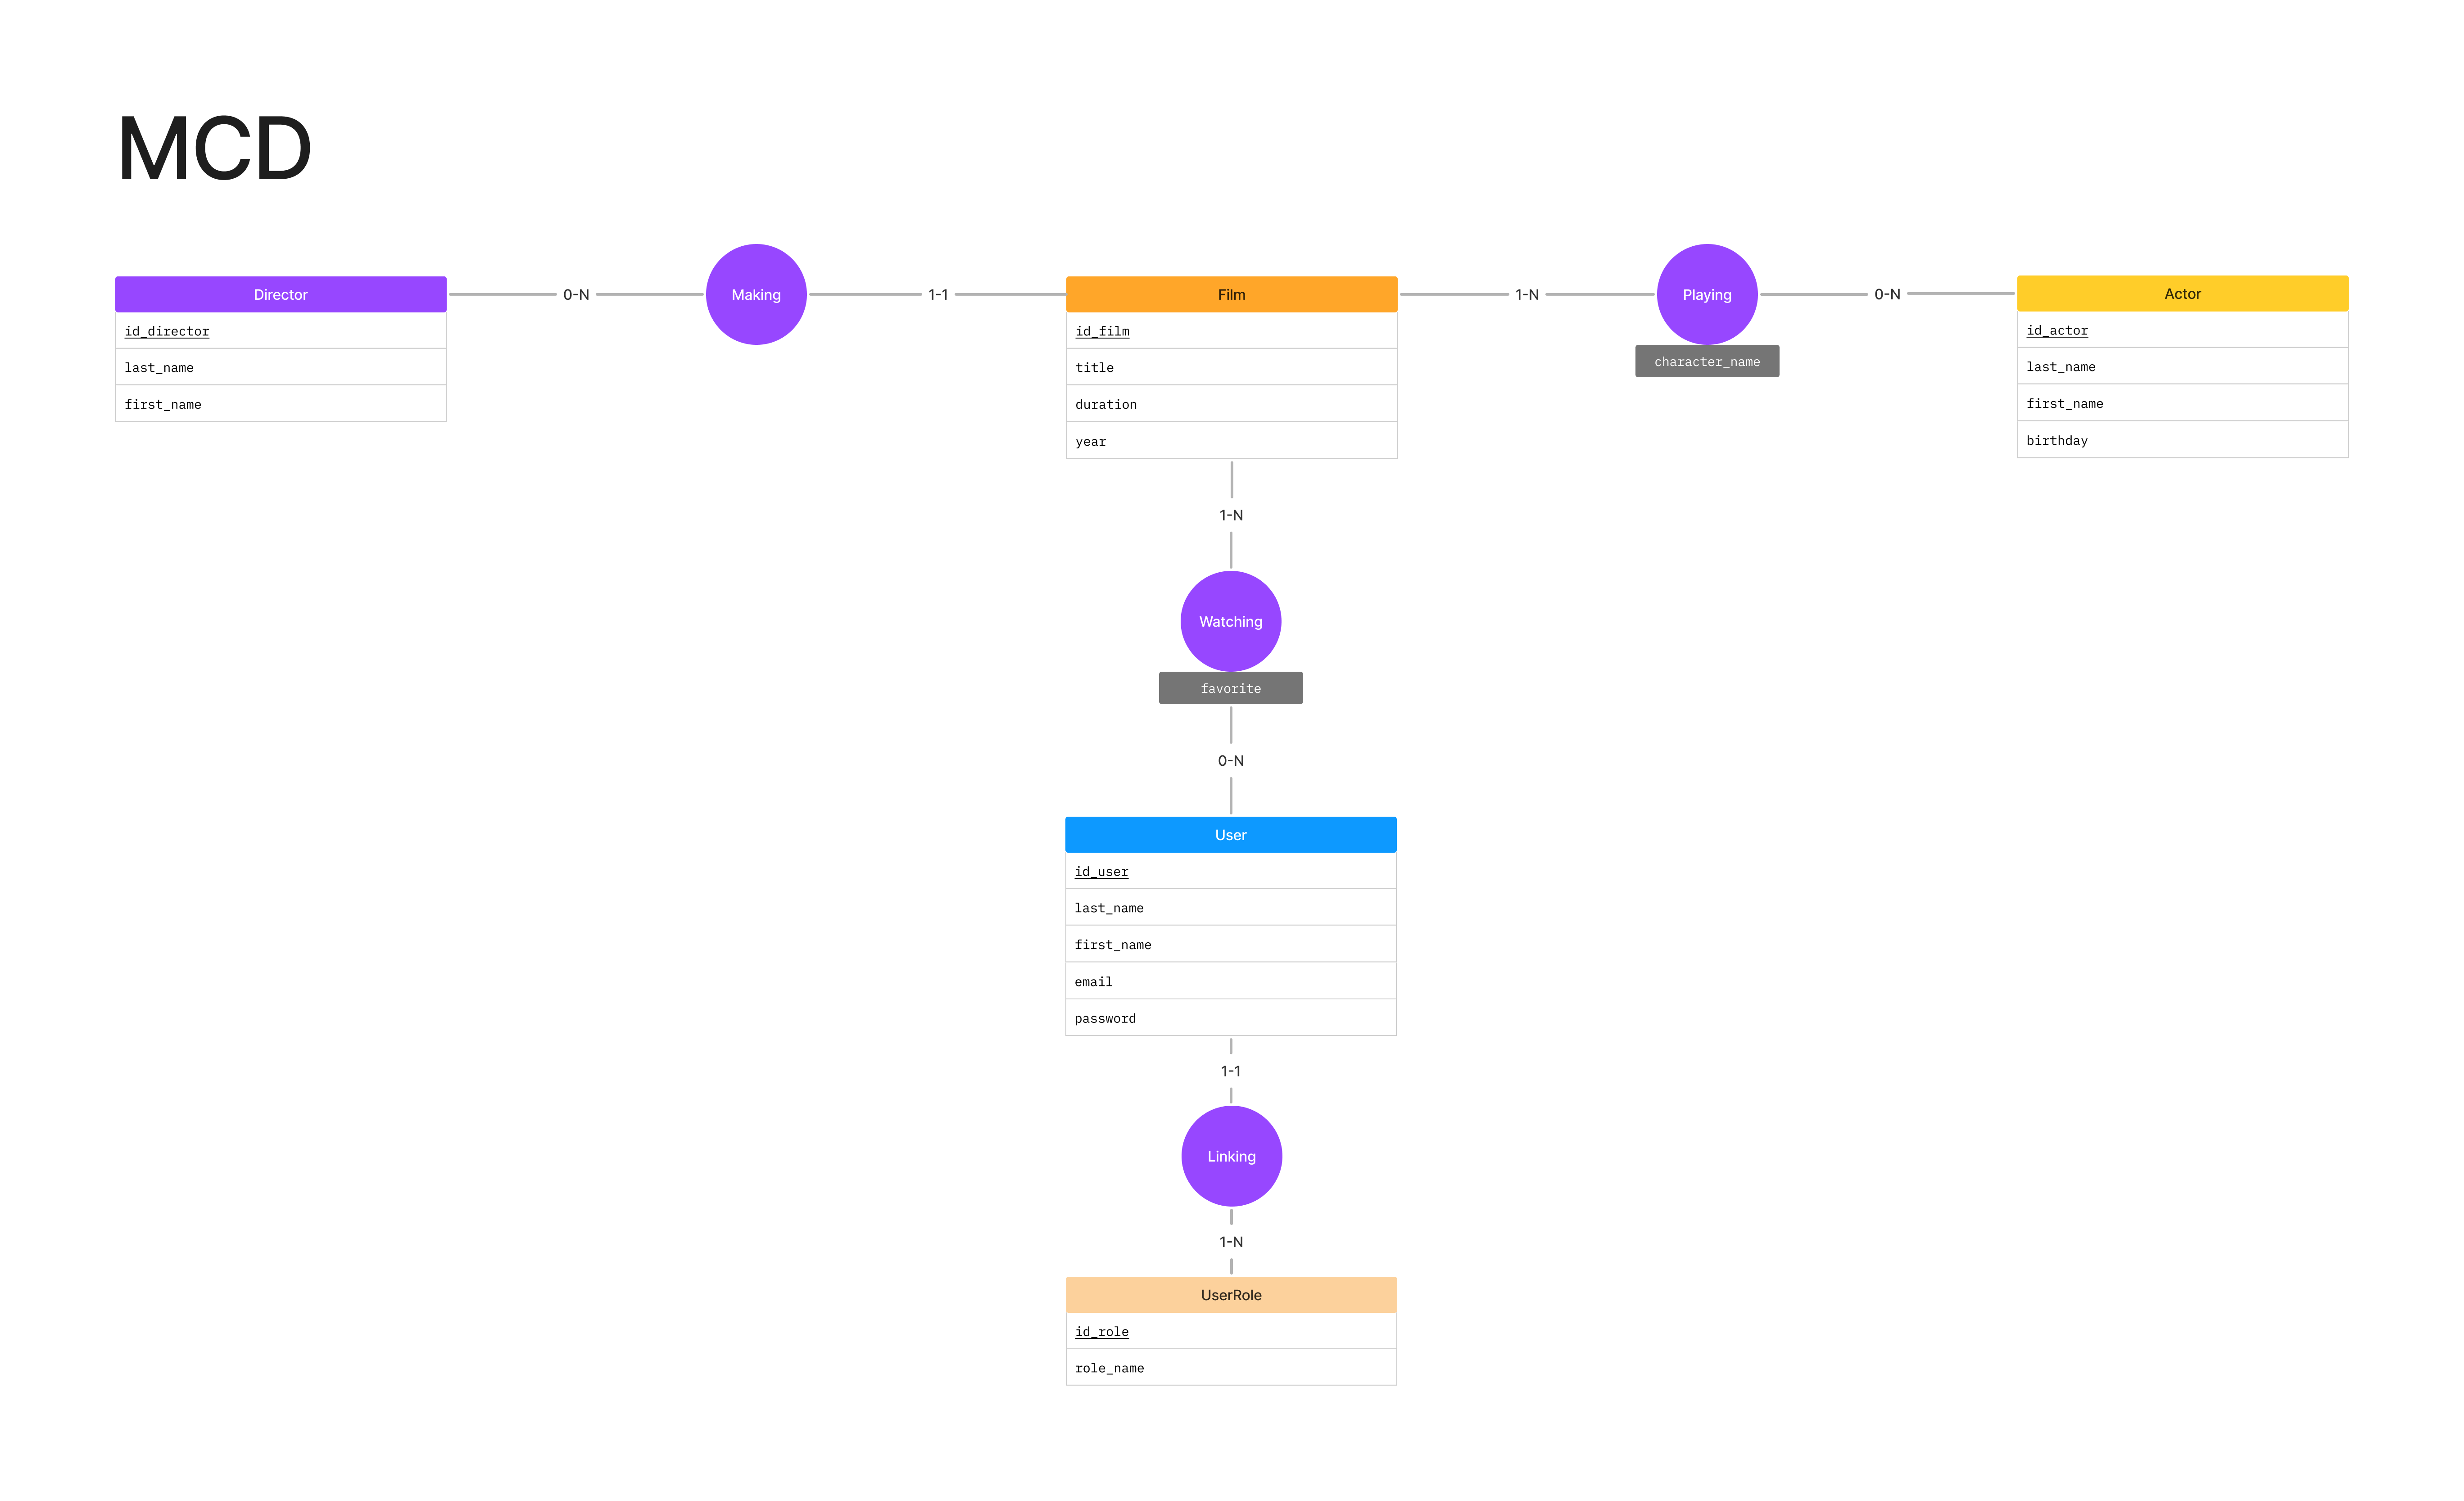 MCD
Director
id_director
last_name
first_name
0-N
Making
1-1
Film
id_film
title
duration
year
1-N
Playing
character_name
0-N
Actor
id_actor
last_name
first_name
birthday
1-N
Watching
favorite
0-N
User
id_user
last_name
first_name
email
password
1-1
Linking
1-N
UserRole
id_role
role_name